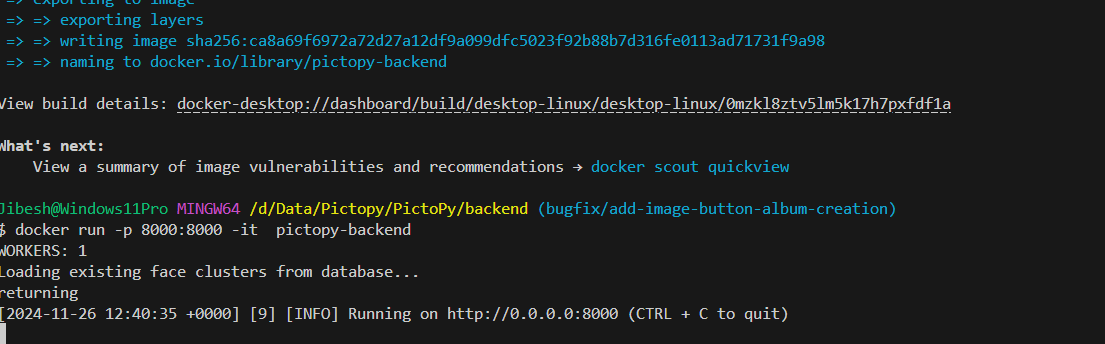 => exporting to image
=> => exporting layers
=> => writing image sha256:ca8a69f6972a72d27a12df9a099dfc5023f92b88b7d316fe0113ad71731f9a98
=> => naming to docker.io/library/pictopy-backend
View build details: docker-desktop://dashboard/build/desktop-linux/desktop-linux/0mzkl8ztv5lm5k17h7pxfdf1a
What's next:
View a summary of image vulnerabilities and recommendations → docker scout quickview
Jibesh@Windows11Pro MINGW64 /d/Data/Pictopy/PictoPy/backend (bugfix/add-image-button-album-creation)
$ docker run -p 8000:8000 -it  pictopy-backend
WORKERS: 1
Loading existing face clusters from database...
returning
[2024-11-26 12:40:35 +0000] [9] [INFO] Running on http://0.0.0.0:8000 (CTRL + C to quit)